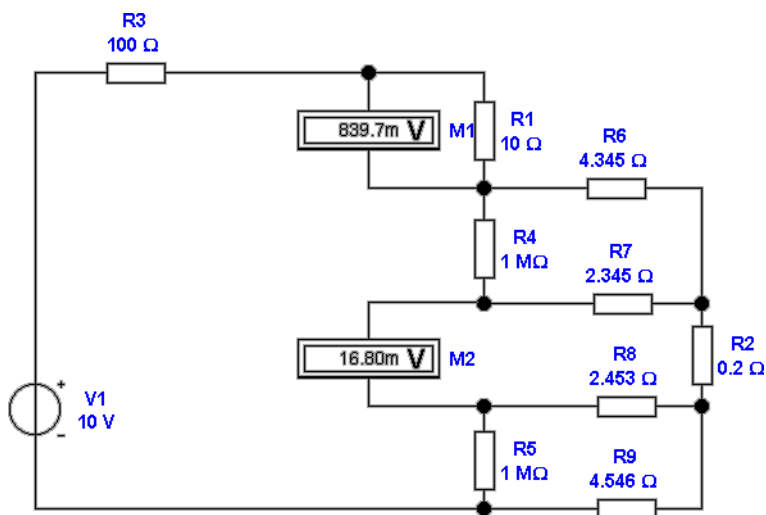 R3
100 Ω
839.7m V
M1
R1
10 Ω
R6
4.345 Ω
R4
1 MΩ
R7
2.345 Ω
16.80m V
M2
R2
0.2 Ω
R8
2.453 Ω
+
V1
10 V
-
R5
1 MΩ
R9
4.546 Ω